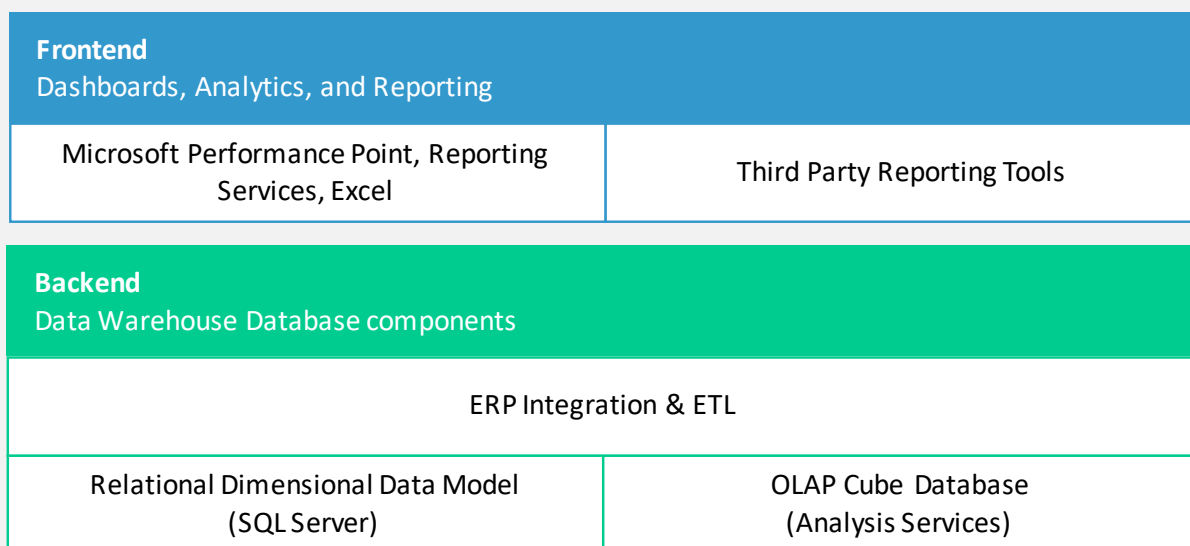 Frontend
Dashboards, Analytics, and Reporting
Microsoft Performance Point, Reporting
Services, Excel
Third Party Reporting Tools
Backend
Data Warehouse Database components
ERP Integration & ETL
Relational Dimensional Data Model
(SQL Server)
OLAP Cube Database
(Analysis Services)